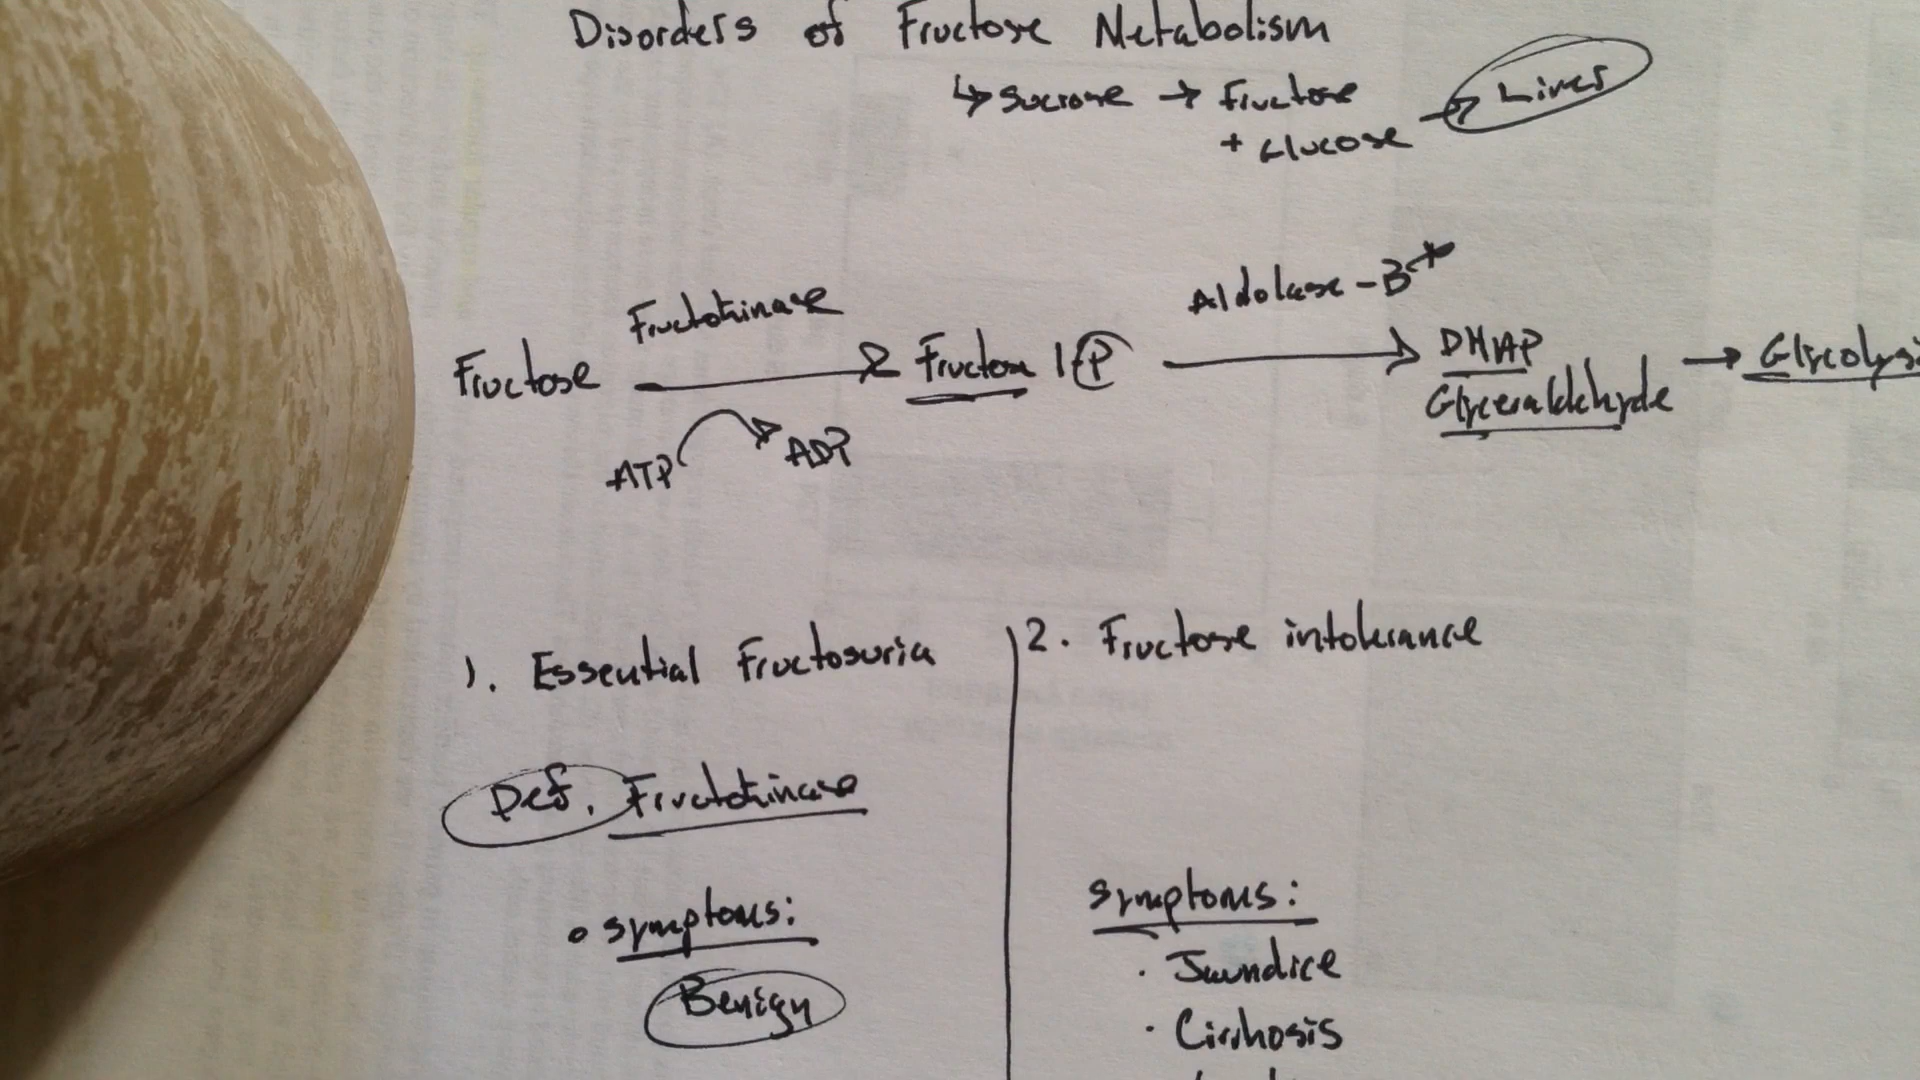 Disorders of Fructose Metabolism
↳ Sucrose → Fructose
+ Glucose → Liver
Fructokinase
Aldolase-B
Fructose → Fructose 1-P → DHAP → Glycolysi
Glyceraldehyde
ATP → ADP
1. Essential Fructosuria
2. Fructose intolerance
Def. Fructokinase
• Symptoms:
Benign
Symptoms:
· Jaundice
· Cirrhosis